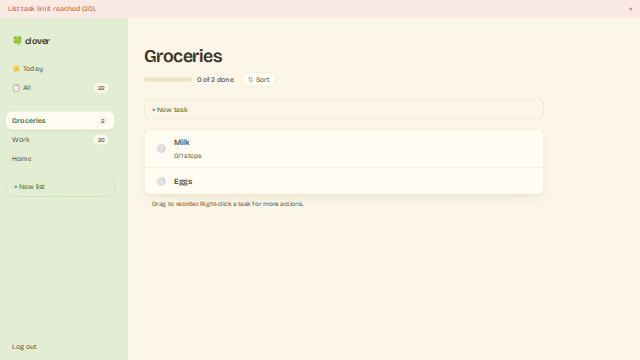 List task limit reached (20).
clover
Today
All 22
Groceries 2
Work 20
Home
+ New list
Log out
Groceries
0 of 2 done
Sort
+ New task
Milk
0/1 steps
Eggs
Drag to reorder. Right-click a task for more actions.